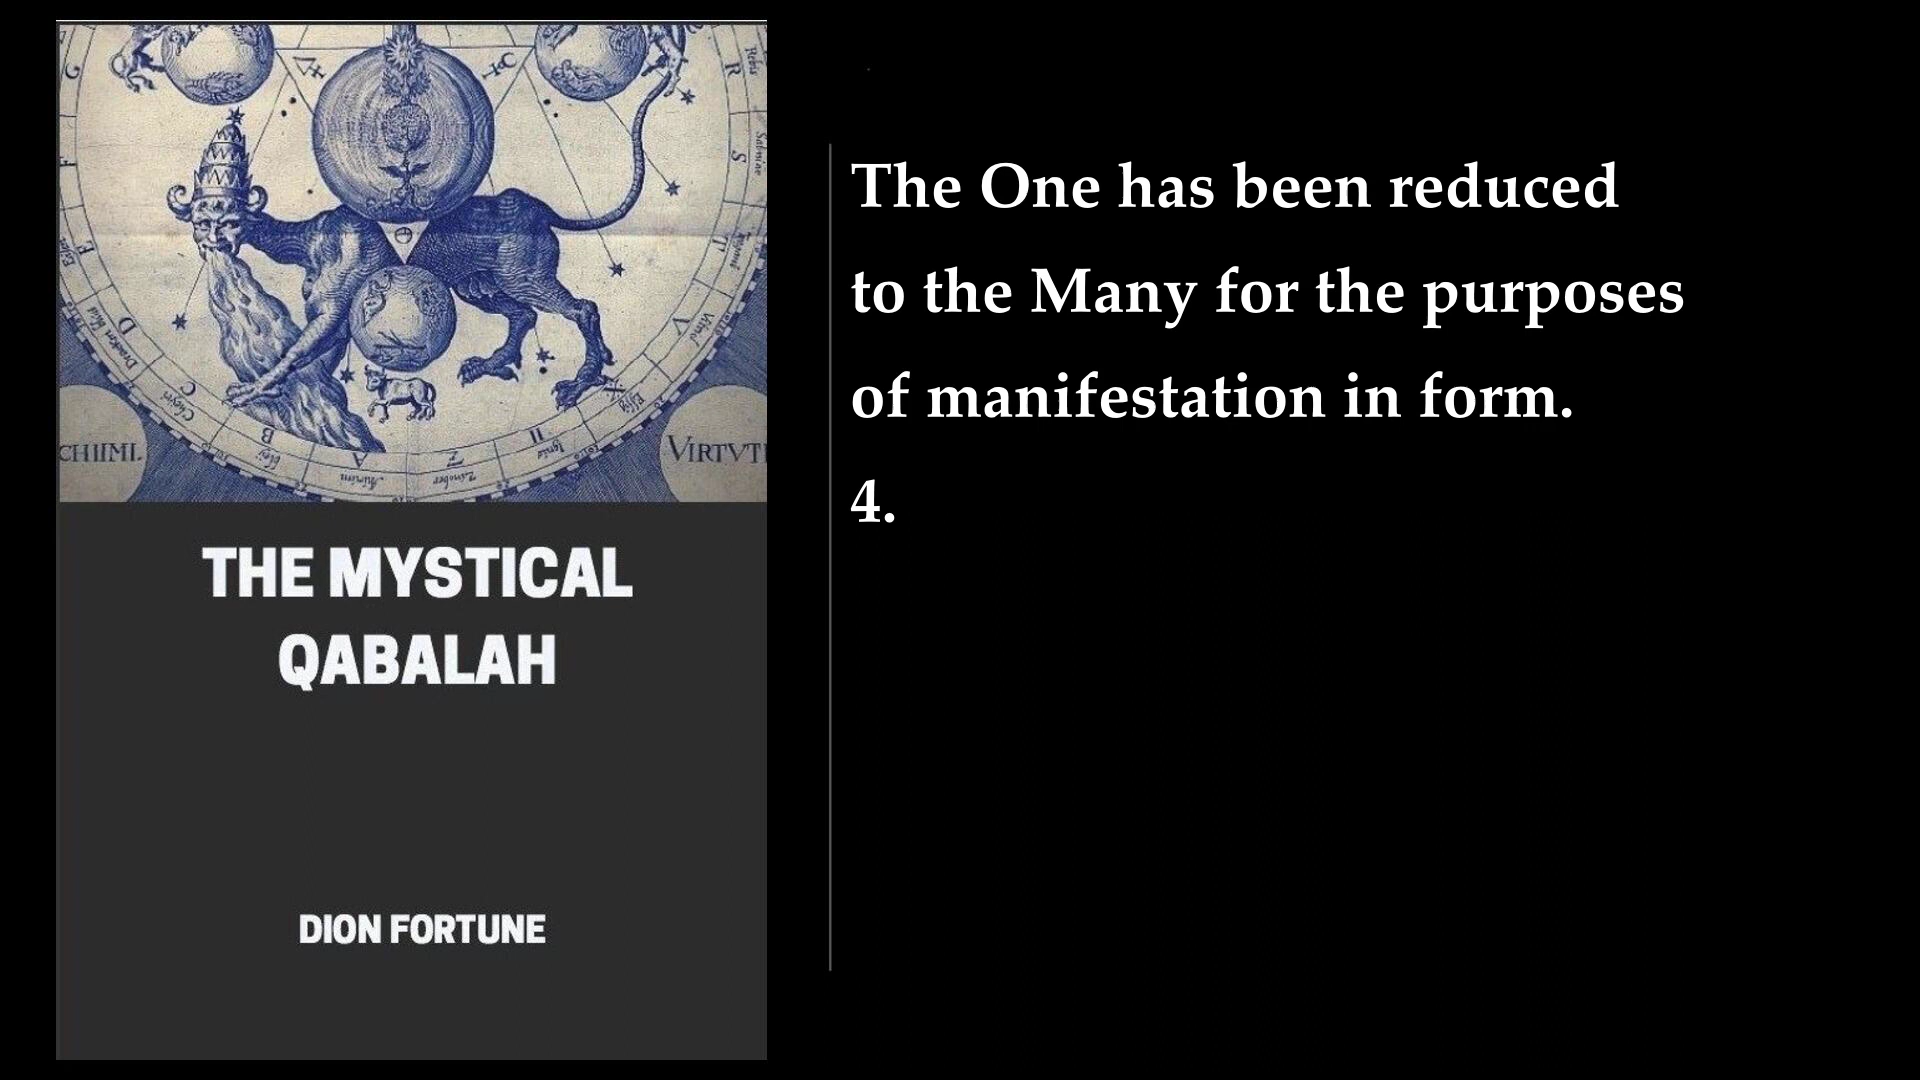 CHIIMI.
VIRTVT
THE MYSTICAL
QABALAH
DION FORTUNE
The One has been reduced
to the Many for the purposes
of manifestation in form.
4.